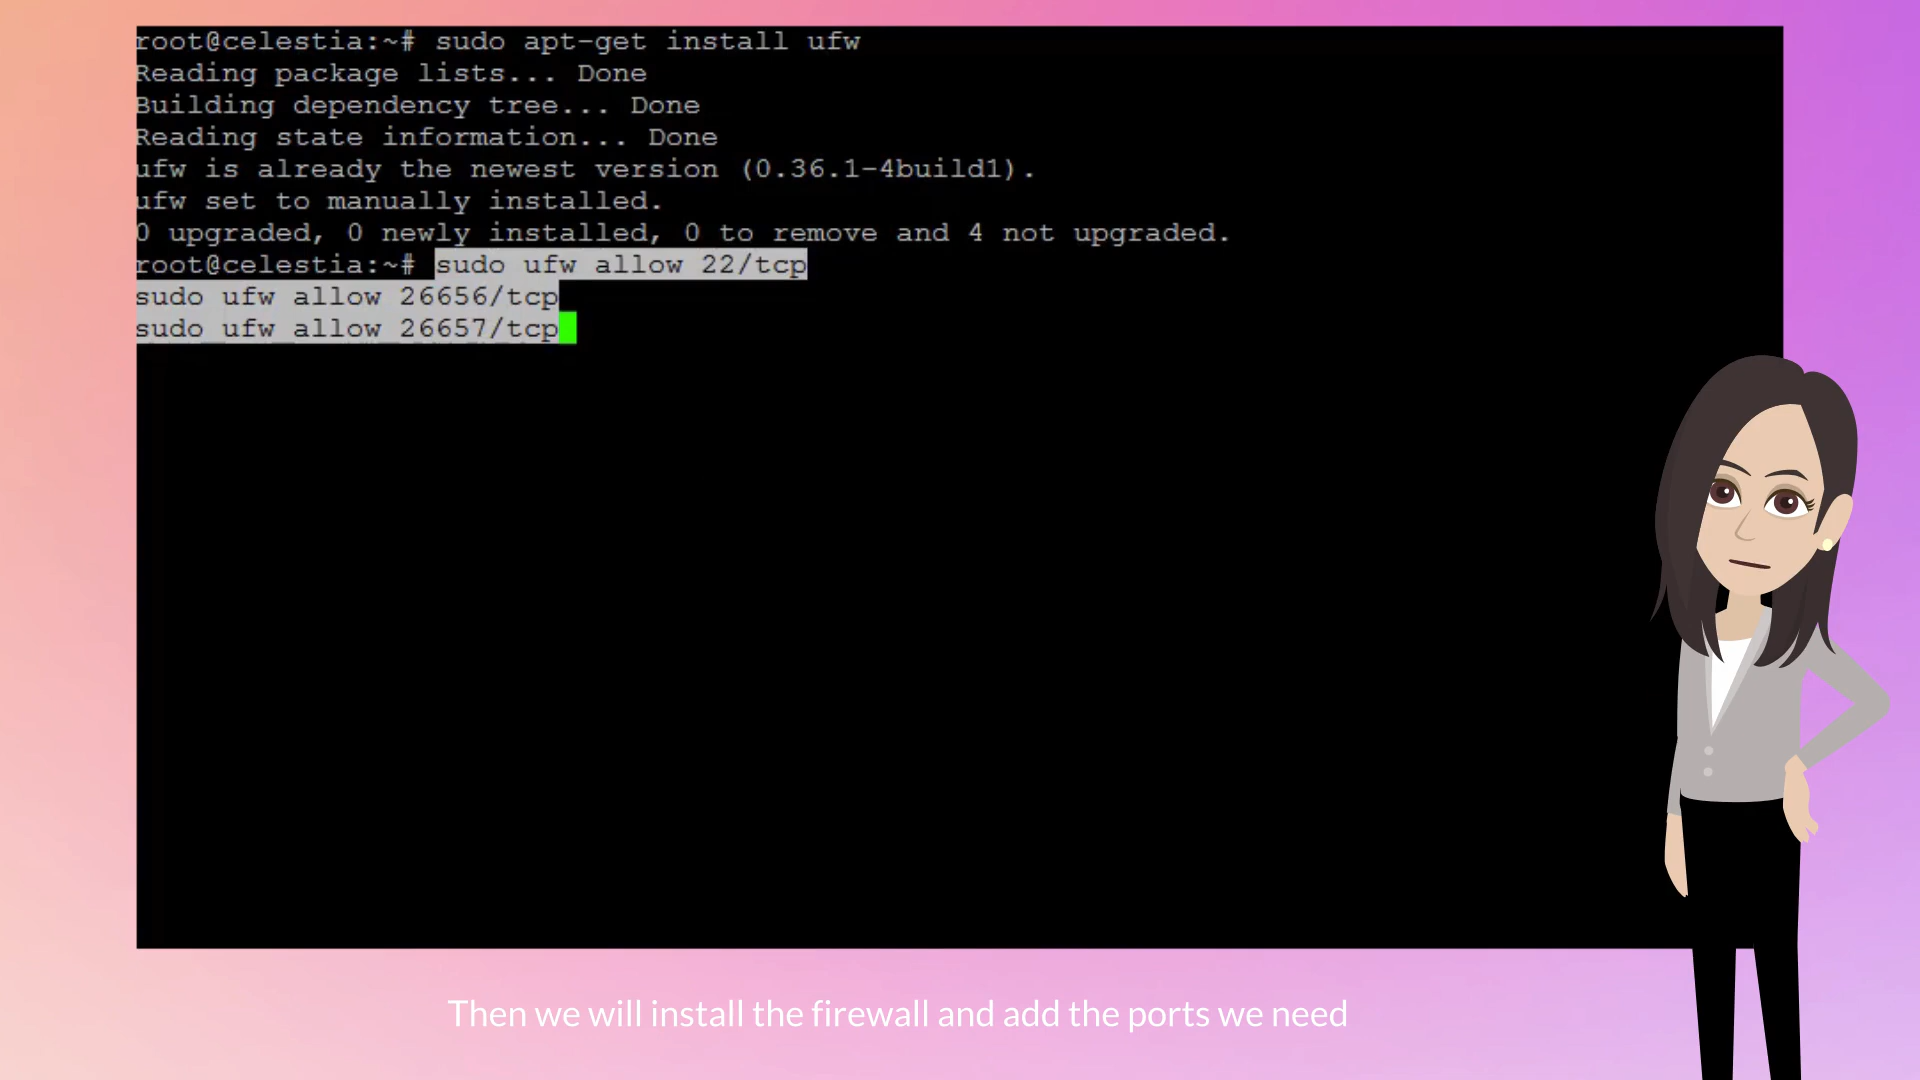 root@celestia:~# sudo apt-get install ufw
Reading package lists... Done
Building dependency tree... Done
Reading state information... Done
ufw is already the newest version (0.36.1-4build1).
ufw set to manually installed.
0 upgraded, 0 newly installed, 0 to remove and 4 not upgraded.
root@celestia:~# sudo ufw allow 22/tcp
sudo ufw allow 26656/tcp
sudo ufw allow 26657/tcp
Then we will install the firewall and add the ports we need